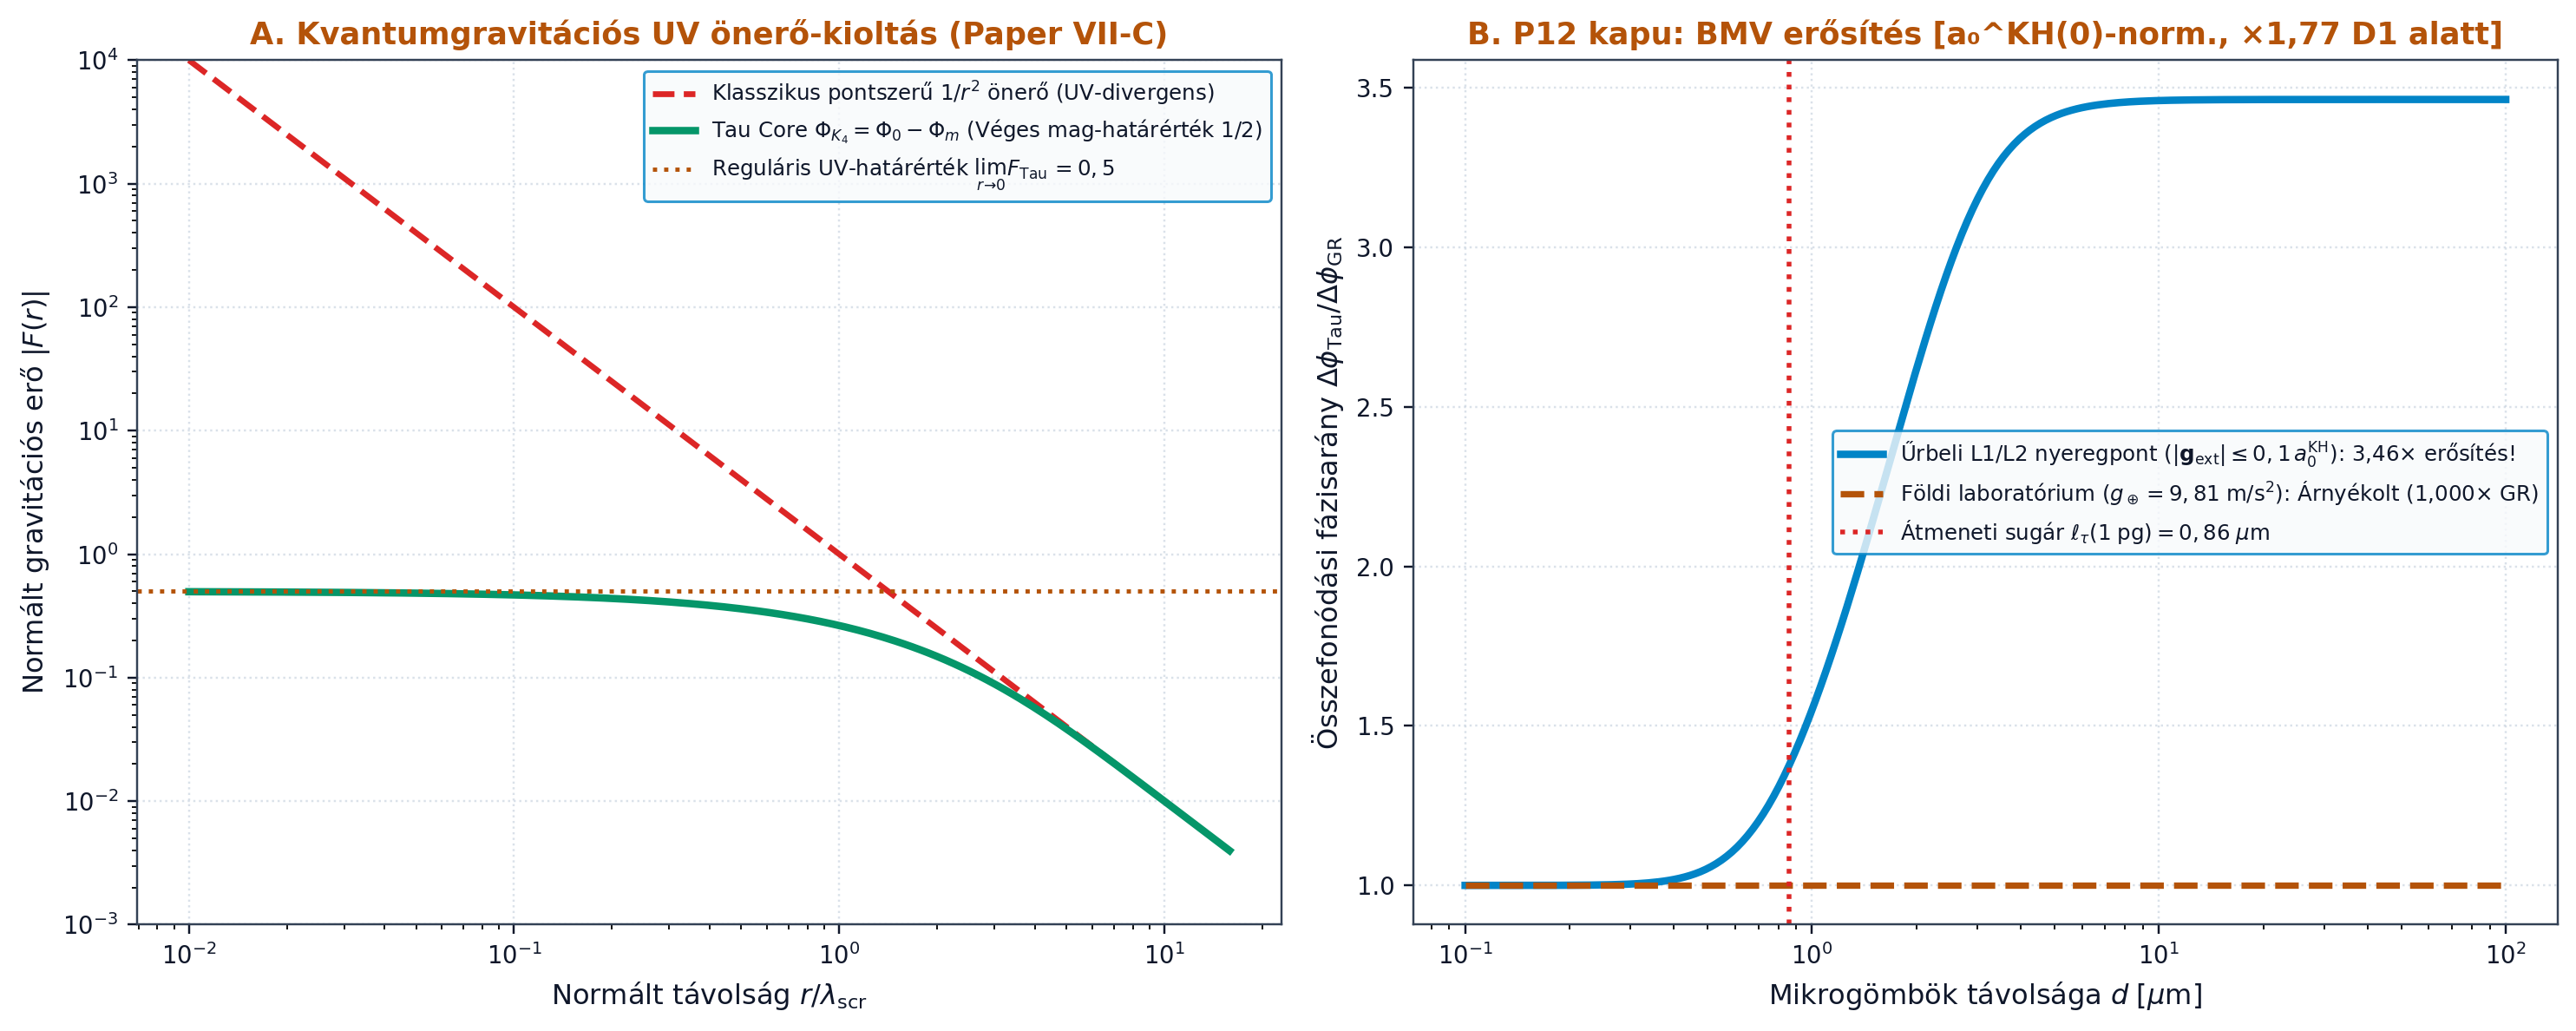 A. Kvantumgravitációs UV önerő-kioltás (Paper VII-C)
Normált gravitációs erő |F(r)|
10⁴
10³
10²
10¹
10⁰
10⁻¹
10⁻²
10⁻³
Klasszikus pontszerű 1/r² önerő (UV-divergens)
Tau Core Φ_{K₄} = Φ₀ − Φ_m (Véges mag-határérték 1/2)
Reguláris UV-határérték lim_{r→0} F_Tau = 0, 5
10⁻² 10⁻¹ 10⁰ 10¹
Normált távolság r/λ_scr
B. P12 kapu: BMV erősítés [a₀^KH(0)-norm., ×1,77 D1 alatt]
Összefonódási fázisarány Δϕ_Tau/Δϕ_GR
3.5
3.0
2.5
2.0
1.5
1.0
Űrbeli L1/L2 nyeregpont (|g_ext| ≤ 0, 1 a₀^KH): 3,46× erősítés!
Földi laboratórium (g_⊕ = 9, 81 m/s²): Árnyékolt (1,000× GR)
Átmeneti sugár ℓ_τ(1 pg) = 0, 86 μm
10⁻¹ 10⁰ 10¹ 10²
Mikrogömbök távolsága d [μm]